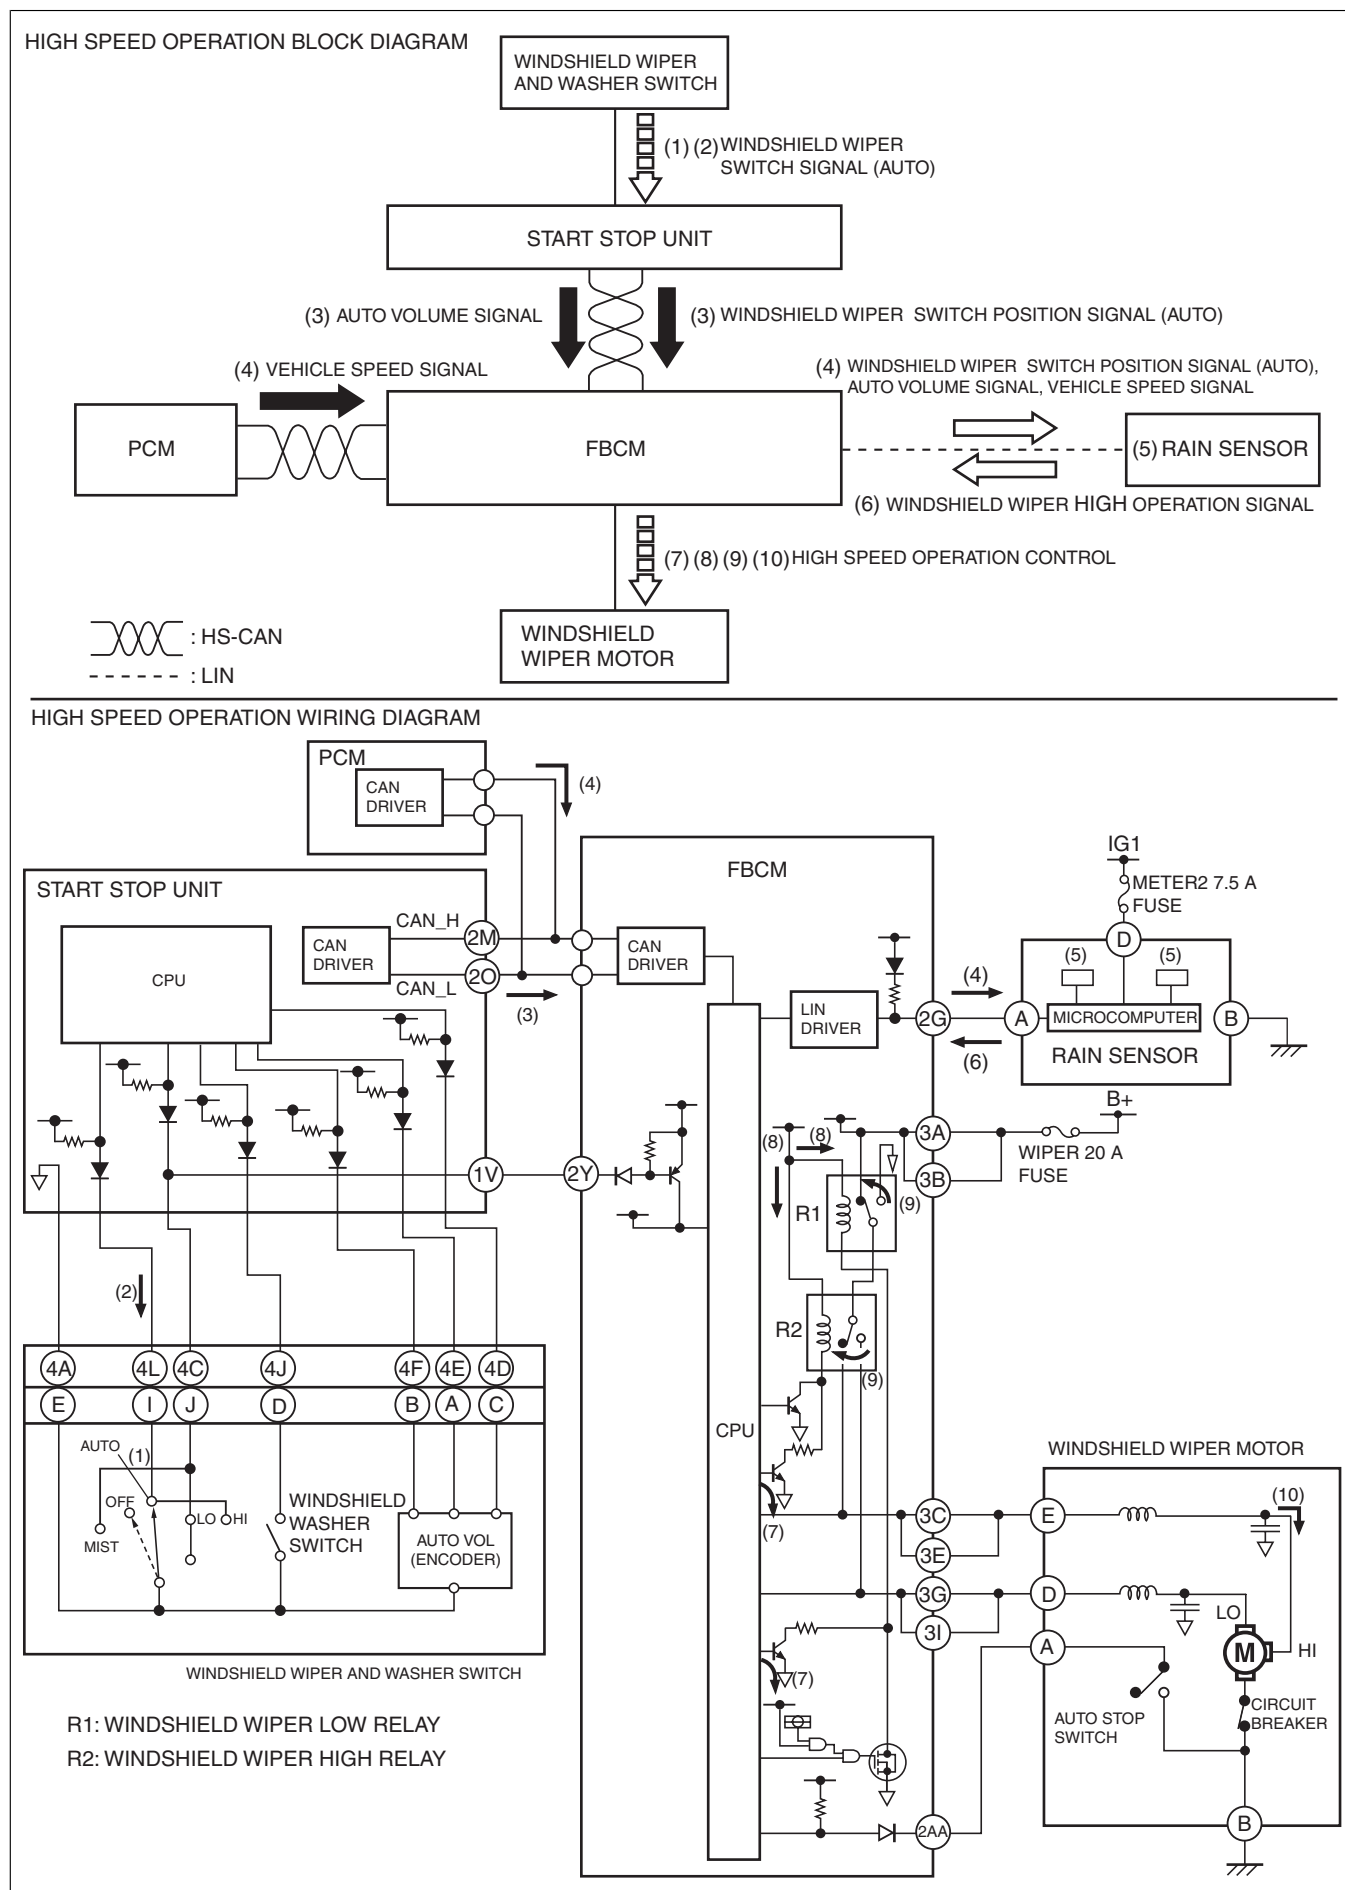 HIGH SPEED OPERATION BLOCK DIAGRAM
WINDSHIELD WIPER
AND WASHER SWITCH
(1) (2) WINDSHIELD WIPER
SWITCH SIGNAL (AUTO)
START STOP UNIT
(3) AUTO VOLUME SIGNAL
(3) WINDSHIELD WIPER SWITCH POSITION SIGNAL (AUTO)
(4) VEHICLE SPEED SIGNAL
(4) WINDSHIELD WIPER SWITCH POSITION SIGNAL (AUTO),
AUTO VOLUME SIGNAL, VEHICLE SPEED SIGNAL
PCM
FBCM
(5) RAIN SENSOR
(6) WINDSHIELD WIPER HIGH OPERATION SIGNAL
(7) (8) (9) (10) HIGH SPEED OPERATION CONTROL
WINDSHIELD
WIPER MOTOR
: HS-CAN
: LIN
HIGH SPEED OPERATION WIRING DIAGRAM
PCM
CAN
DRIVER
(4)
START STOP UNIT
CPU
CAN
DRIVER
CAN_H
CAN_L
2M
2O
(3)
1V
FBCM
CAN
DRIVER
LIN
DRIVER
2G
(4)
(6)
IG1
METER2 7.5 A
FUSE
D
(5)
(5)
A
MICROCOMPUTER
B
RAIN SENSOR
B+
WIPER 20 A
FUSE
3A
3B
2Y
(8)
(8)
R1
(9)
R2
(9)
CPU
(7)
(7)
3C
3E
3G
3I
2AA
(2)
4A
4L
4C
4J
4F
4E
4D
E
I
J
D
B
A
C
AUTO
(1)
OFF
MIST
LO
HI
WINDSHIELD
WASHER
SWITCH
AUTO VOL
(ENCODER)
WINDSHIELD WIPER AND WASHER SWITCH
WINDSHIELD WIPER MOTOR
E
(10)
D
LO
A
M
HI
AUTO STOP
SWITCH
CIRCUIT
BREAKER
B
R1: WINDSHIELD WIPER LOW RELAY
R2: WINDSHIELD WIPER HIGH RELAY